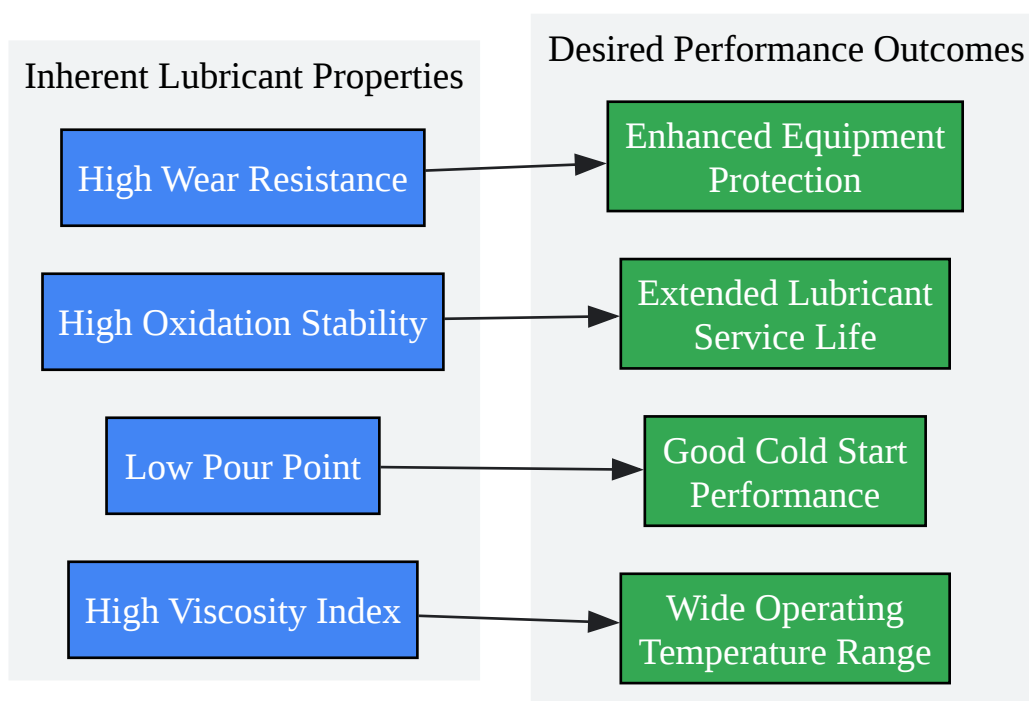 Inherent Lubricant Properties
High Wear Resistance
High Oxidation Stability
Low Pour Point
High Viscosity Index
Desired Performance Outcomes
Enhanced Equipment
Protection
Extended Lubricant
Service Life
Good Cold Start
Performance
Wide Operating
Temperature Range